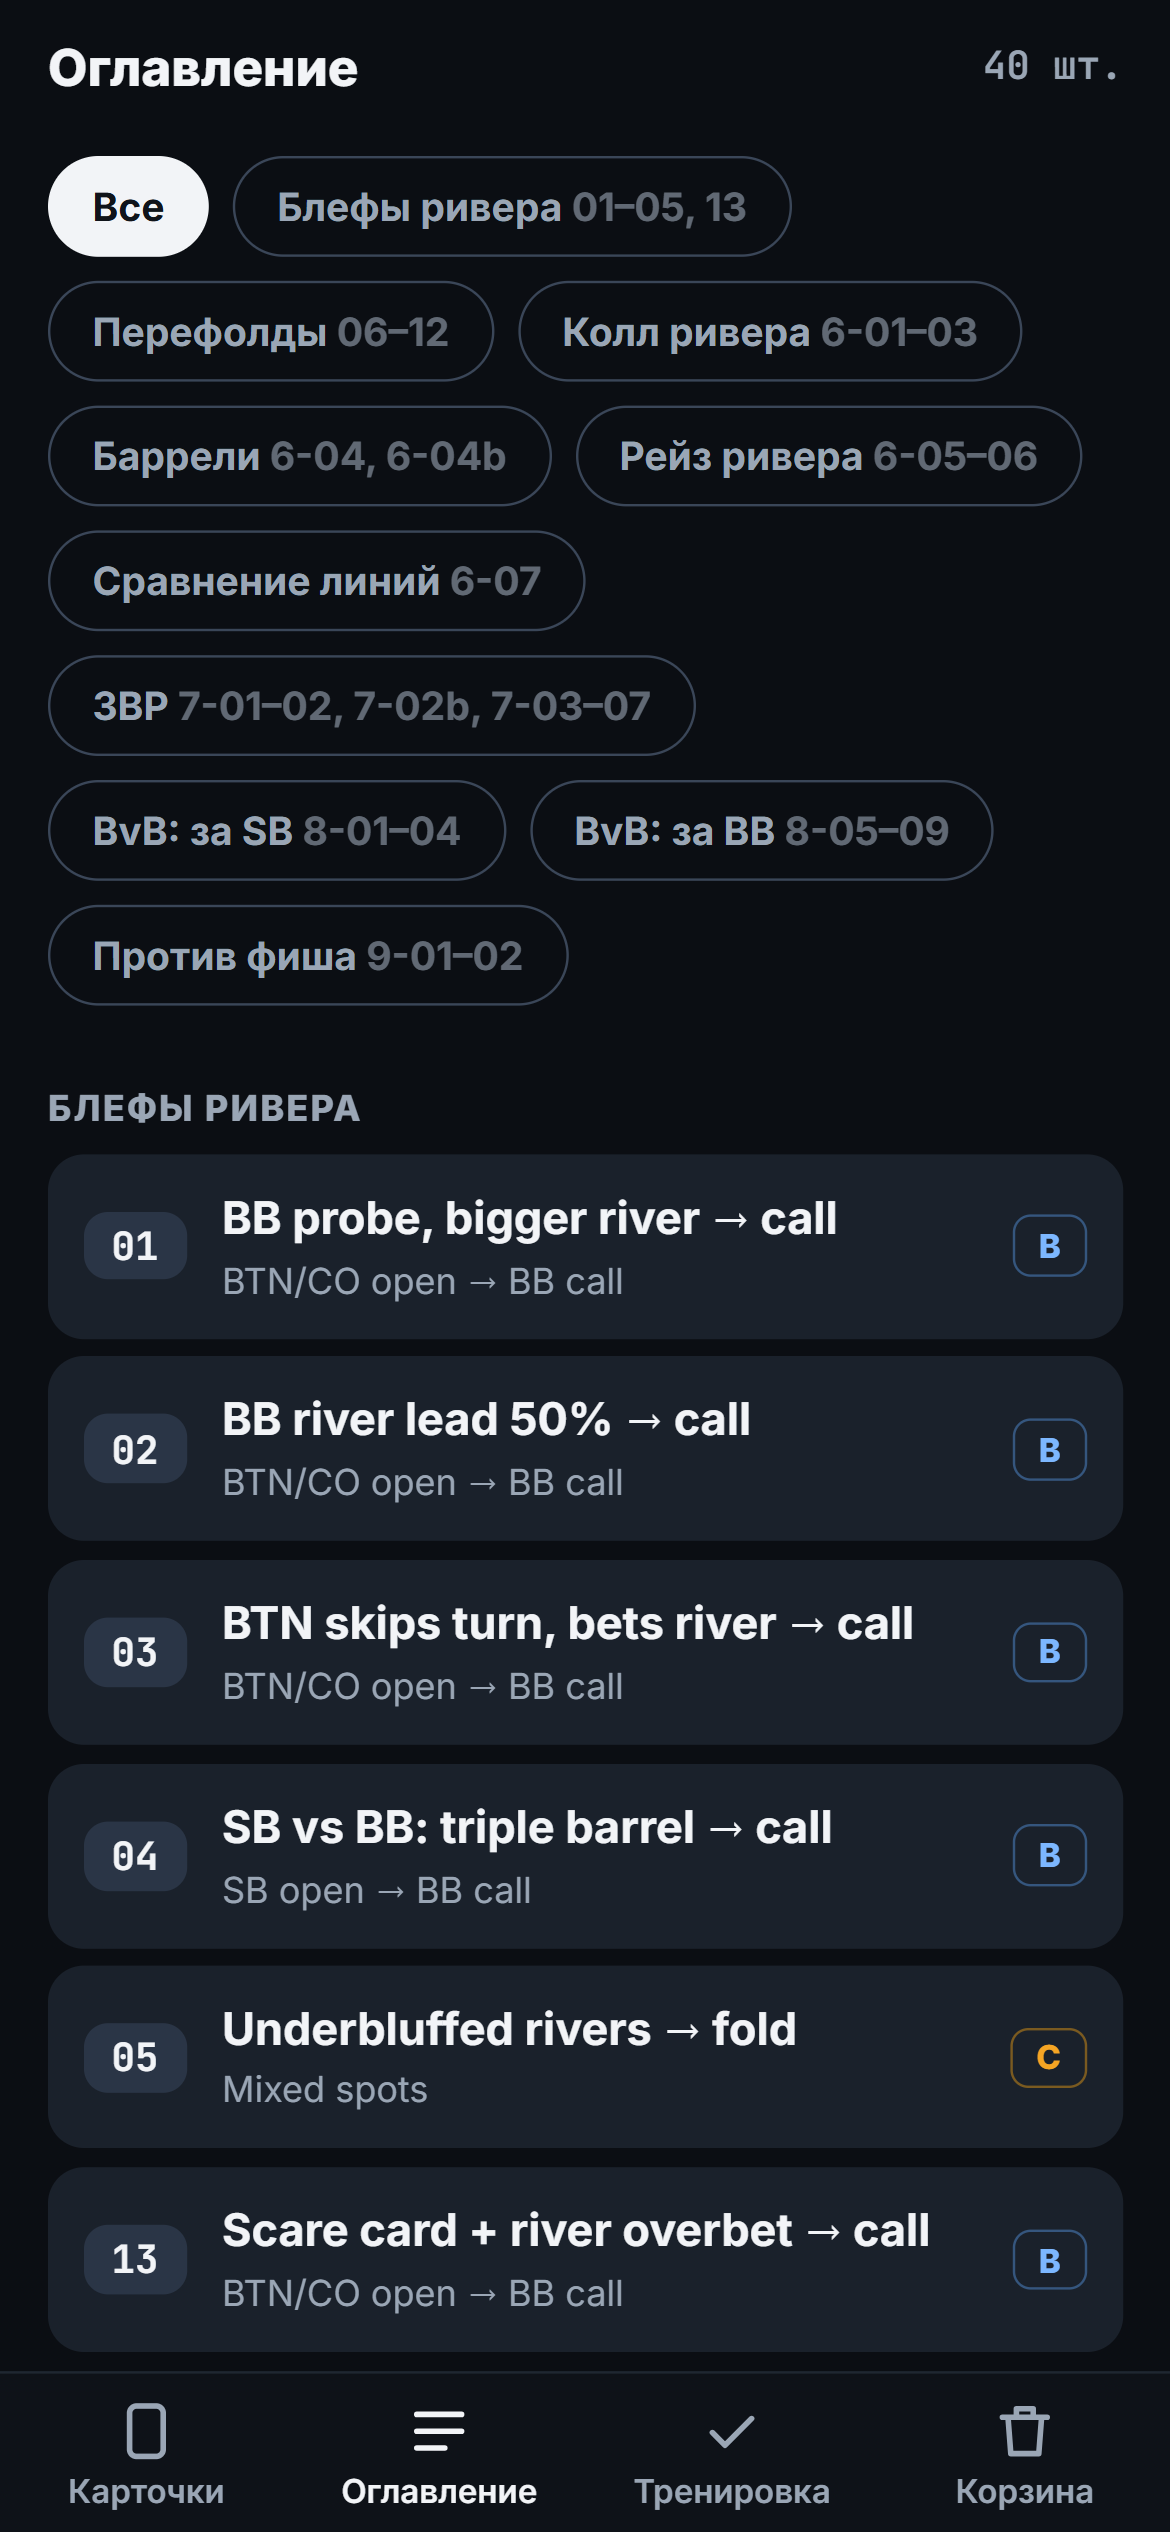 Оглавление
40 шт.
Все
Блефы ривера 01–05, 13
Перефолды 06–12
Колл ривера 6-01–03
Баррели 6-04, 6-04b
Рейз ривера 6-05–06
Сравнение линий 6-07
3BP 7-01–02, 7-02b, 7-03–07
BvB: за SB 8-01–04
BvB: за BB 8-05–09
Против фиша 9-01–02
БЛЕФЫ РИВЕРА
01
BB probe, bigger river → call
BTN/CO open → BB call
B
02
BB river lead 50% → call
BTN/CO open → BB call
B
03
BTN skips turn, bets river → call
BTN/CO open → BB call
B
04
SB vs BB: triple barrel → call
SB open → BB call
B
05
Underbluffed rivers → fold
Mixed spots
C
13
Scare card + river overbet → call
BTN/CO open → BB call
B
Карточки
Оглавление
Тренировка
Корзина